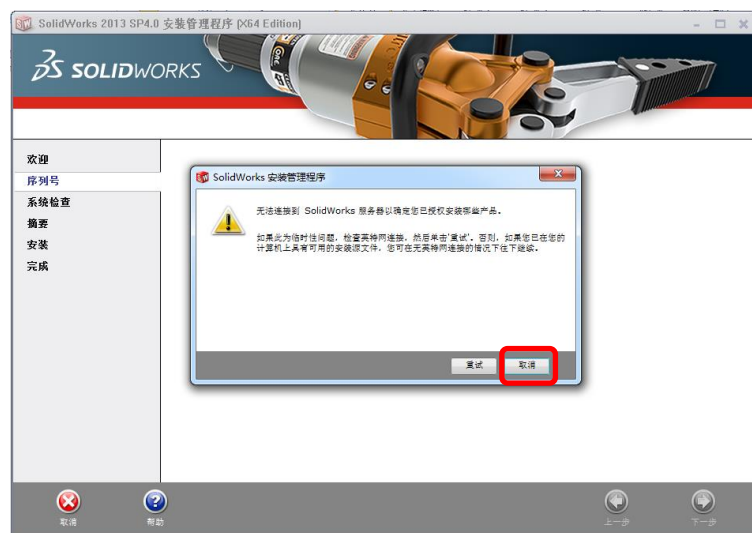 SolidWorks 2013 SP4.0 安装管理程序 (X64 Edition)
SOLIDWORKS
欢迎
序列号
系统检查
摘要
安装
完成
SolidWorks 安装管理程序
无法连接到 SolidWorks 服务器以确定您已授权安装哪些产品。
如果此为临时性问题，检查英特网连接，然后单击'重试'。否则，如果您已在您的
计算机上具有可用的安装源文件，您可在无英特网连接的情况下往下继续。
重试
取消
取消
帮助
上一步
下一步